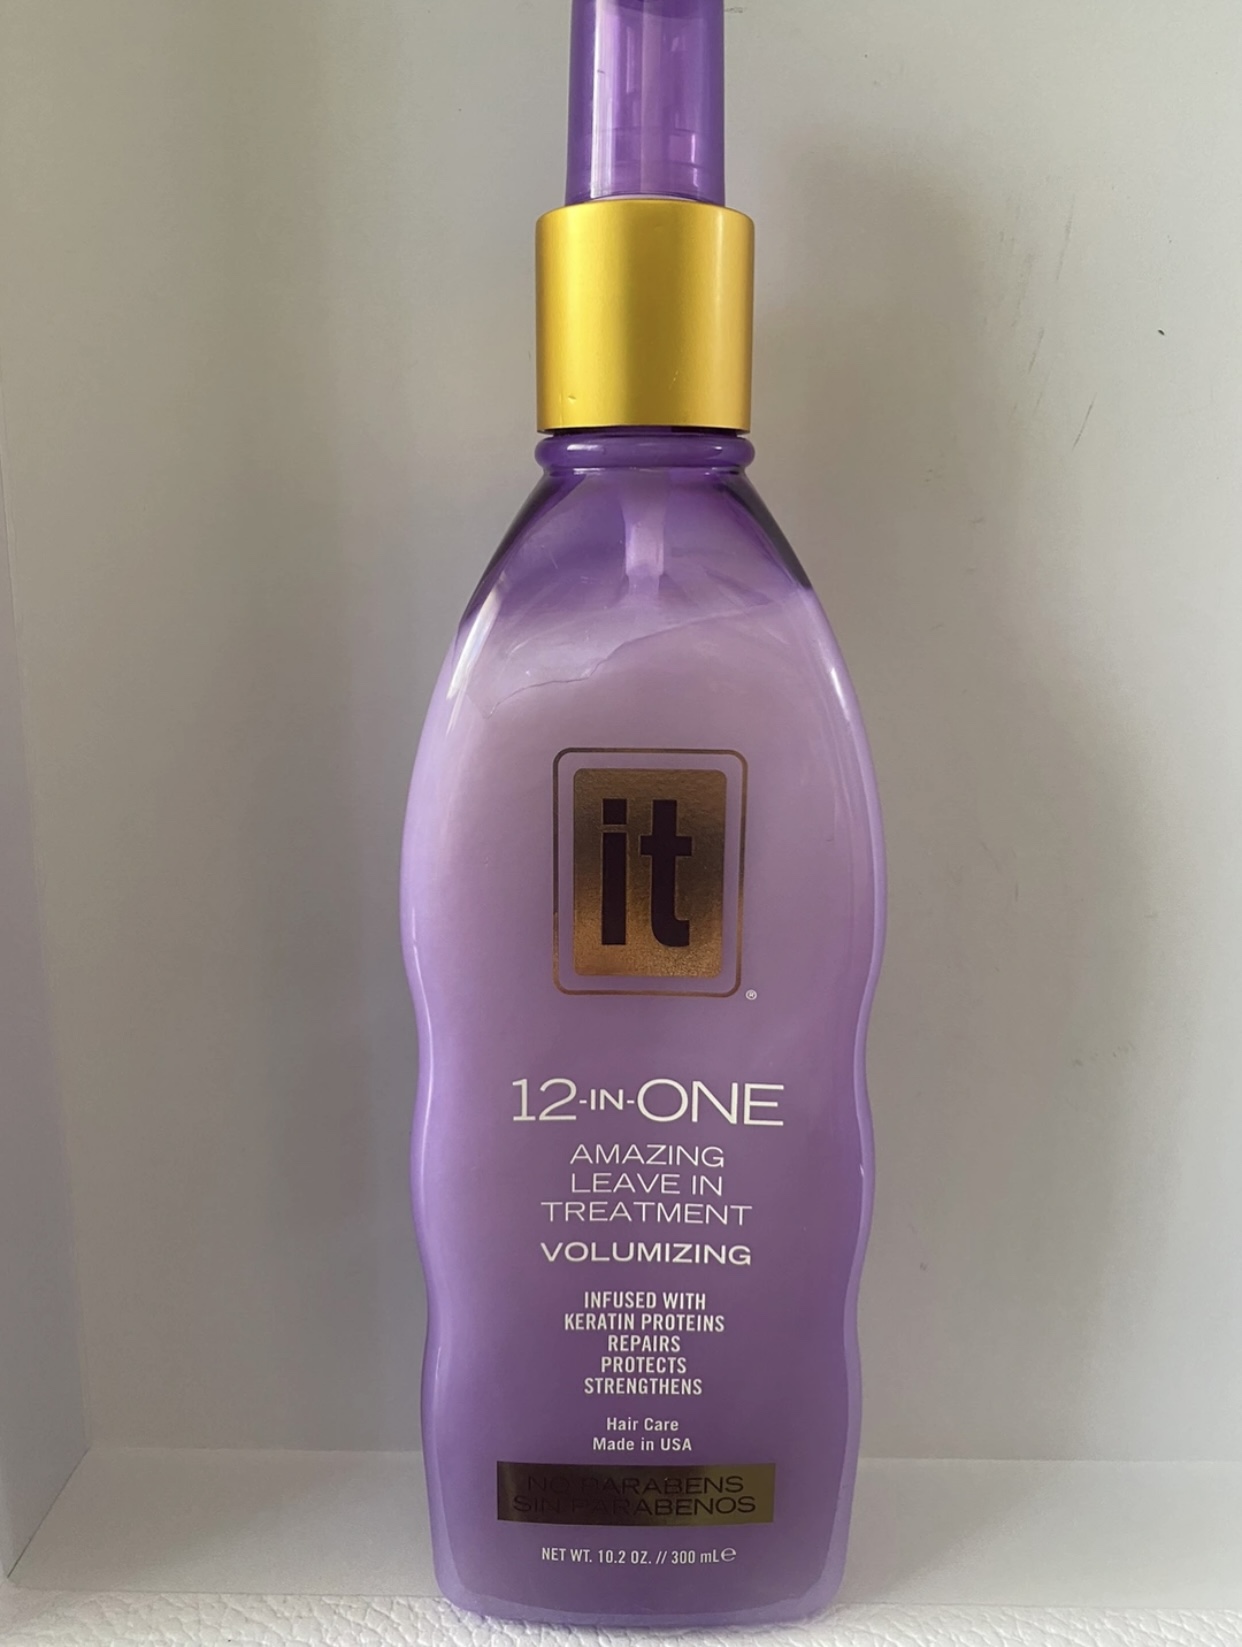 it
®
12-IN-ONE
AMAZING
LEAVE IN
TREATMENT
VOLUMIZING
INFUSED WITH
KERATIN PROTEINS
REPAIRS
PROTECTS
STRENGTHENS
Hair Care
Made in USA
NO PARABENS
SIN PARABENOS
NET WT. 10.2 OZ. // 300 mL℮